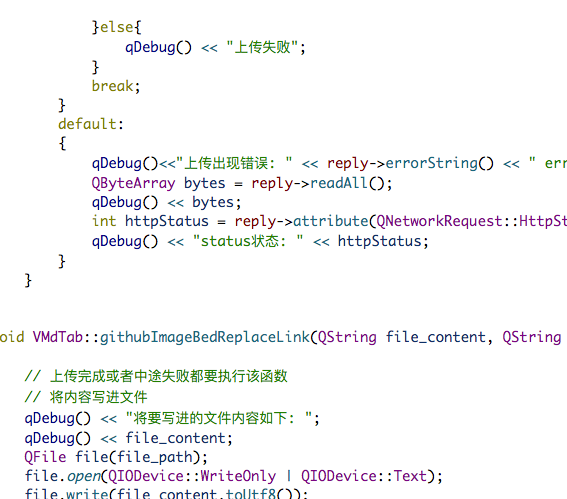 }else{
qDebug() << "上传失败";
}
break;
}
default:
{
qDebug()<<"上传出现错误: " << reply->errorString() << " err
QByteArray bytes = reply->readAll();
qDebug() << bytes;
int httpStatus = reply->attribute(QNetworkRequest::HttpSt
qDebug() << "status状态: " << httpStatus;
}
}
oid VMdTab::githubImageBedReplaceLink(QString file_content, QString
// 上传完成或者中途失败都要执行该函数
// 将内容写进文件
qDebug() << "将要写进的文件内容如下: ";
qDebug() << file_content;
QFile file(file_path);
file.open(QIODevice::WriteOnly | QIODevice::Text);
file.write(file_content.toUtf8());